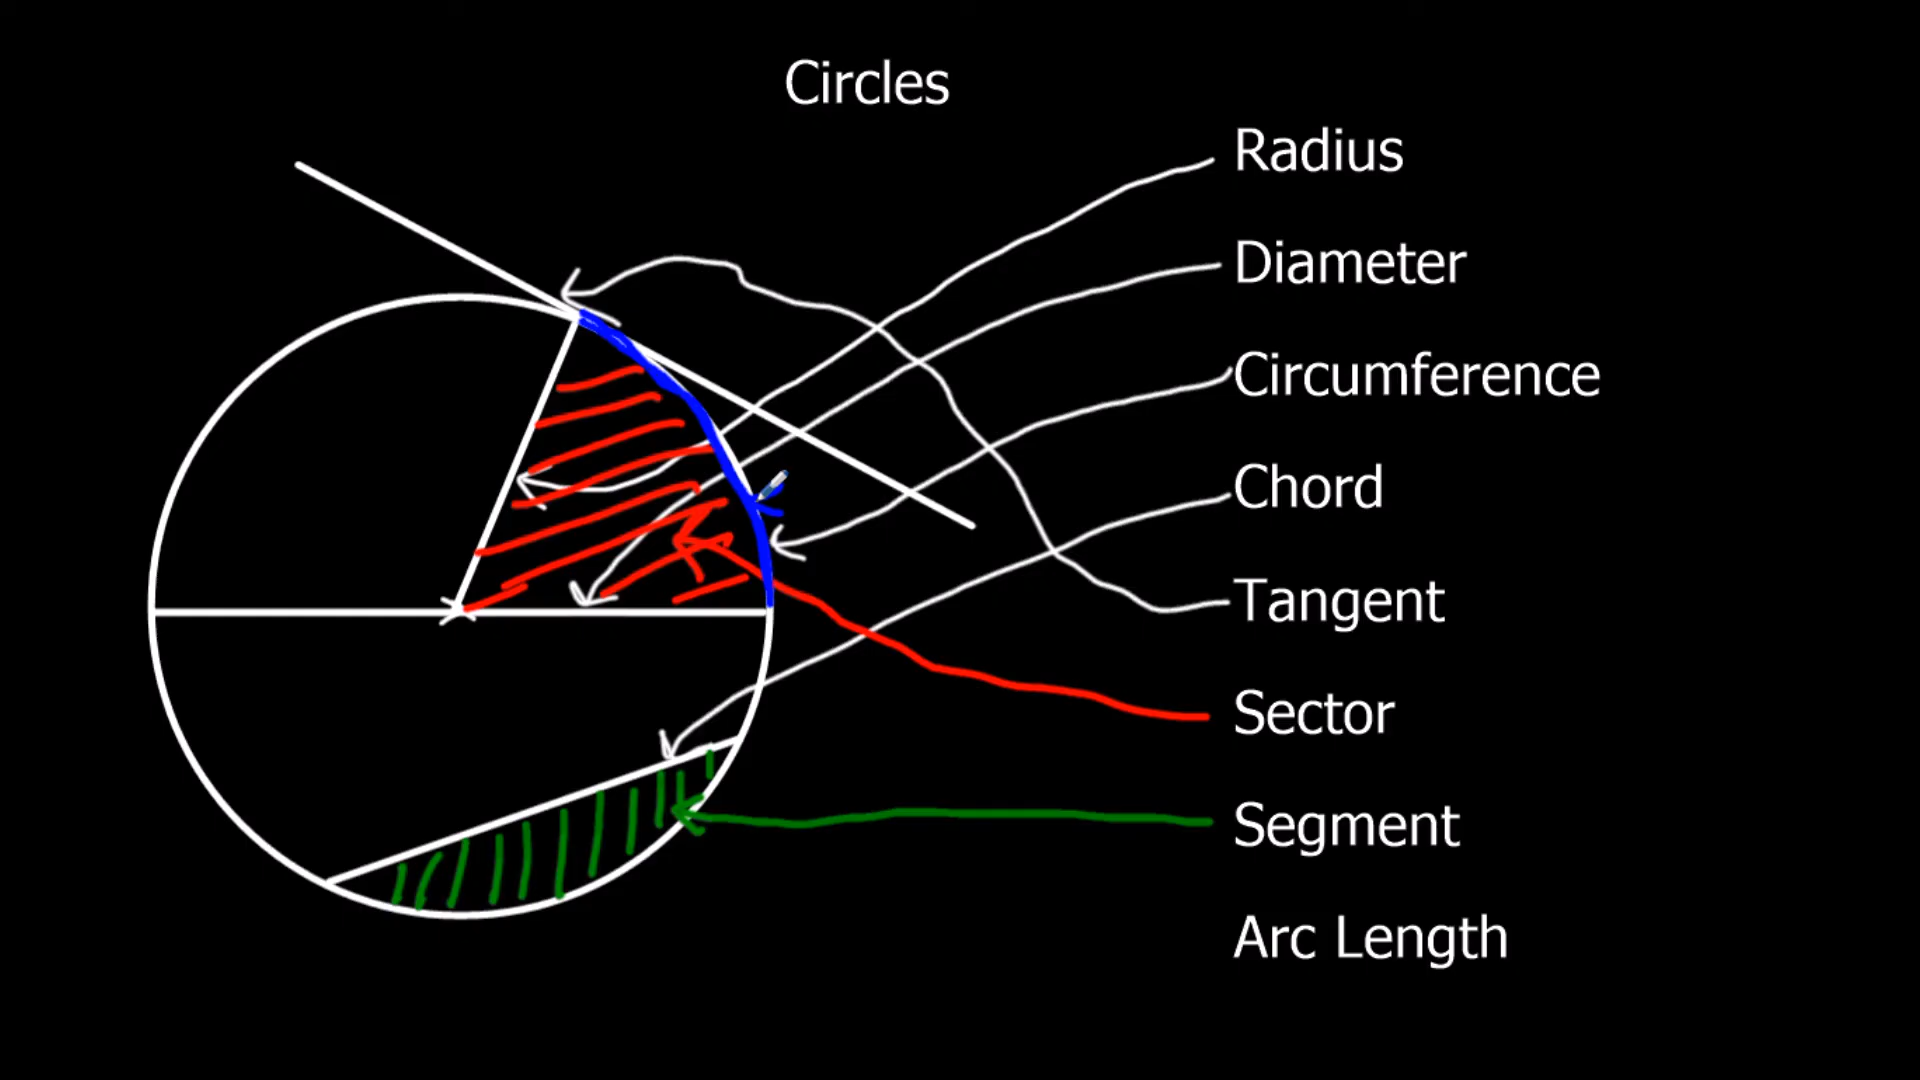 Circles
Radius
Diameter
Circumference
Chord
Tangent
Sector
Segment
Arc Length